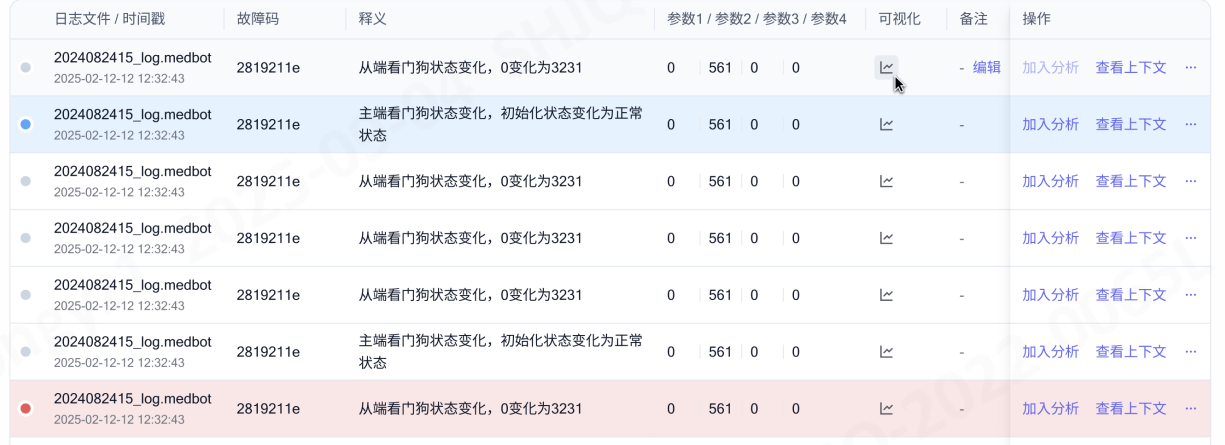 日志文件 / 时间戳 故障码 释义 参数1 / 参数2 / 参数3 / 参数4 可视化 备注 操作
2024082415_log.medbot
2025-02-12-12 12:32:43
2819211e 从端看门狗状态变化，0变化为3231 0 561 0 0 - 编辑 加入分析 查看上下文 ···
2024082415_log.medbot
2025-02-12-12 12:32:43
2819211e 主端看门狗状态变化，初始化状态变化为正常
状态
0 561 0 0 - 加入分析 查看上下文 ···
2024082415_log.medbot
2025-02-12-12 12:32:43
2819211e 从端看门狗状态变化，0变化为3231 0 561 0 0 - 加入分析 查看上下文 ···
2024082415_log.medbot
2025-02-12-12 12:32:43
2819211e 从端看门狗状态变化，0变化为3231 0 561 0 0 - 加入分析 查看上下文 ···
2024082415_log.medbot
2025-02-12-12 12:32:43
2819211e 从端看门狗状态变化，0变化为3231 0 561 0 0 - 加入分析 查看上下文 ···
2024082415_log.medbot
2025-02-12-12 12:32:43
2819211e 主端看门狗状态变化，初始化状态变化为正常
状态
0 561 0 0 - 加入分析 查看上下文 ···
2024082415_log.medbot
2025-02-12-12 12:32:43
2819211e 从端看门狗状态变化，0变化为3231 0 561 0 0 - 加入分析 查看上下文 ···